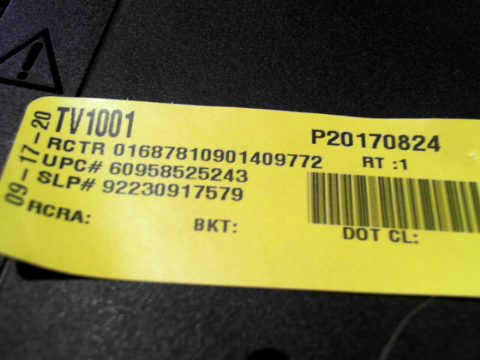 09-17-20
TV1001
P20170824
RCTR 01687810901409772
RT :1
UPC# 60958525243
SLP# 92230917579
RCRA:
BKT:
DOT CL: